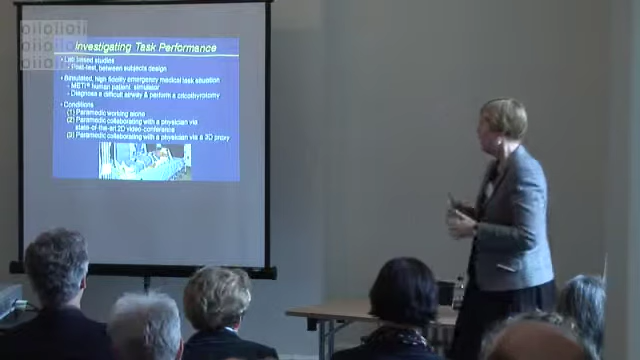 Investigating Task Performance
• Lab based studies
– Post-test, between subjects design
• Simulated, high fidelity emergency medical task situation
– METI® human patient simulator
– Diagnose a difficult airway & perform a cricothyrotomy
• Conditions
(1) Paramedic working alone
(2) Paramedic collaborating with a physician via
state-of-the-art 2D video-conference
(3) Paramedic collaborating with a physician via a 3D proxy